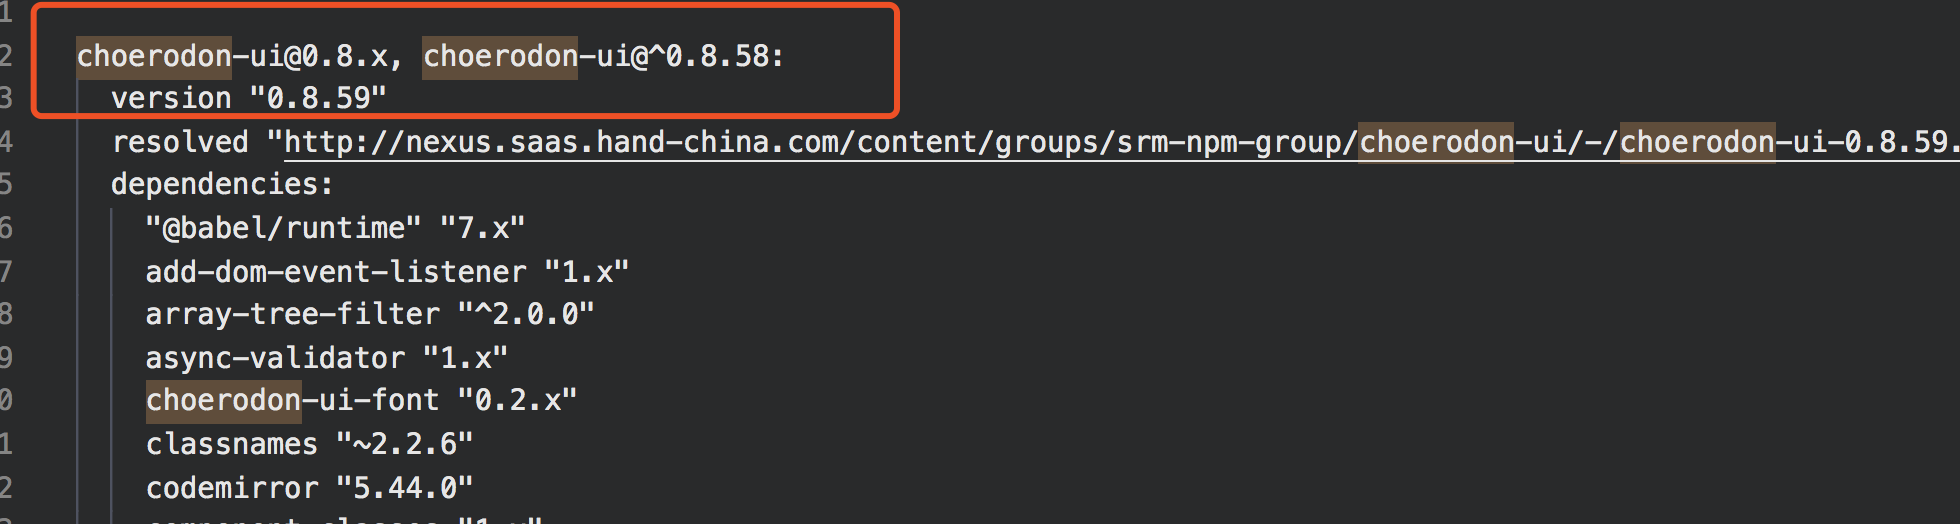 1
2 choerodon-ui@0.8.x, choerodon-ui@^0.8.58:
3 version "0.8.59"
4 resolved "http://nexus.saas.hand-china.com/content/groups/srm-npm-group/choerodon-ui/-/choerodon-ui-0.8.59.
5 dependencies:
6 "@babel/runtime" "7.x"
7 add-dom-event-listener "1.x"
8 array-tree-filter "^2.0.0"
9 async-validator "1.x"
0 choerodon-ui-font "0.2.x"
1 classnames "~2.2.6"
2 codemirror "5.44.0"